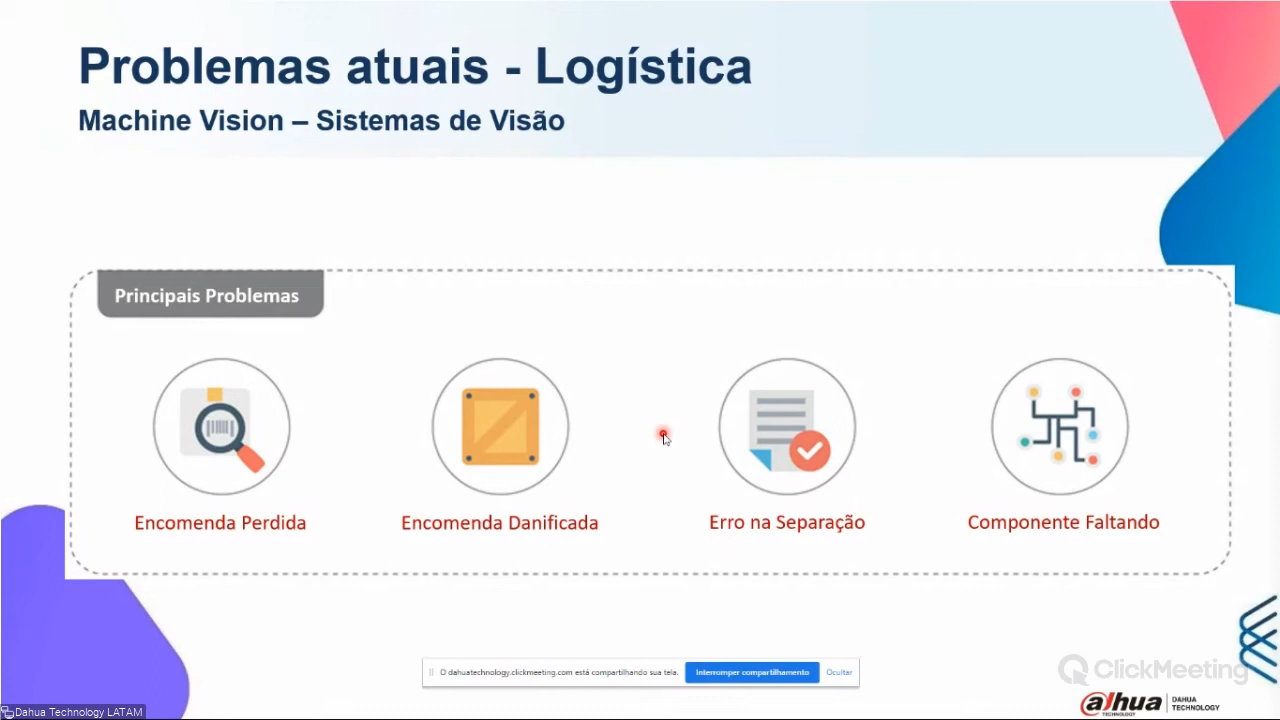 Problemas atuais - Logística
Machine Vision – Sistemas de Visão
Principais Problemas
Encomenda Perdida
Encomenda Danificada
Erro na Separação
Componente Faltando
O dahuatechnology.clickmeeting.com está compartilhando sua tela.
Interromper compartilhamento
Ocultar
ClickMeeting
alhua
TECHNOLOGY
DAHUA
TECHNOLOGY
Dahua Technology LATAM